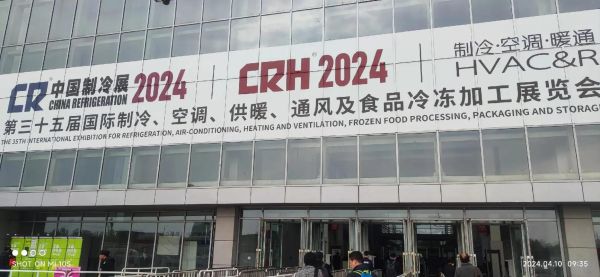 CR 中国制冷展 2024
CHINA REFRIGERATION
CRH 2024
制冷·空调·暖通
HVAC&R
第三十五届国际制冷、空调、供暖、通风及食品冷冻加工展览会
THE 35TH INTERNATIONAL EXHIBITION FOR REFRIGERATION, AIR-CONDITIONING, HEATING AND VENTILATION, FROZEN FOOD PROCESSING, PACKAGING AND STORAGE
SHOT ON MI 10S
2024.04.10 09:35